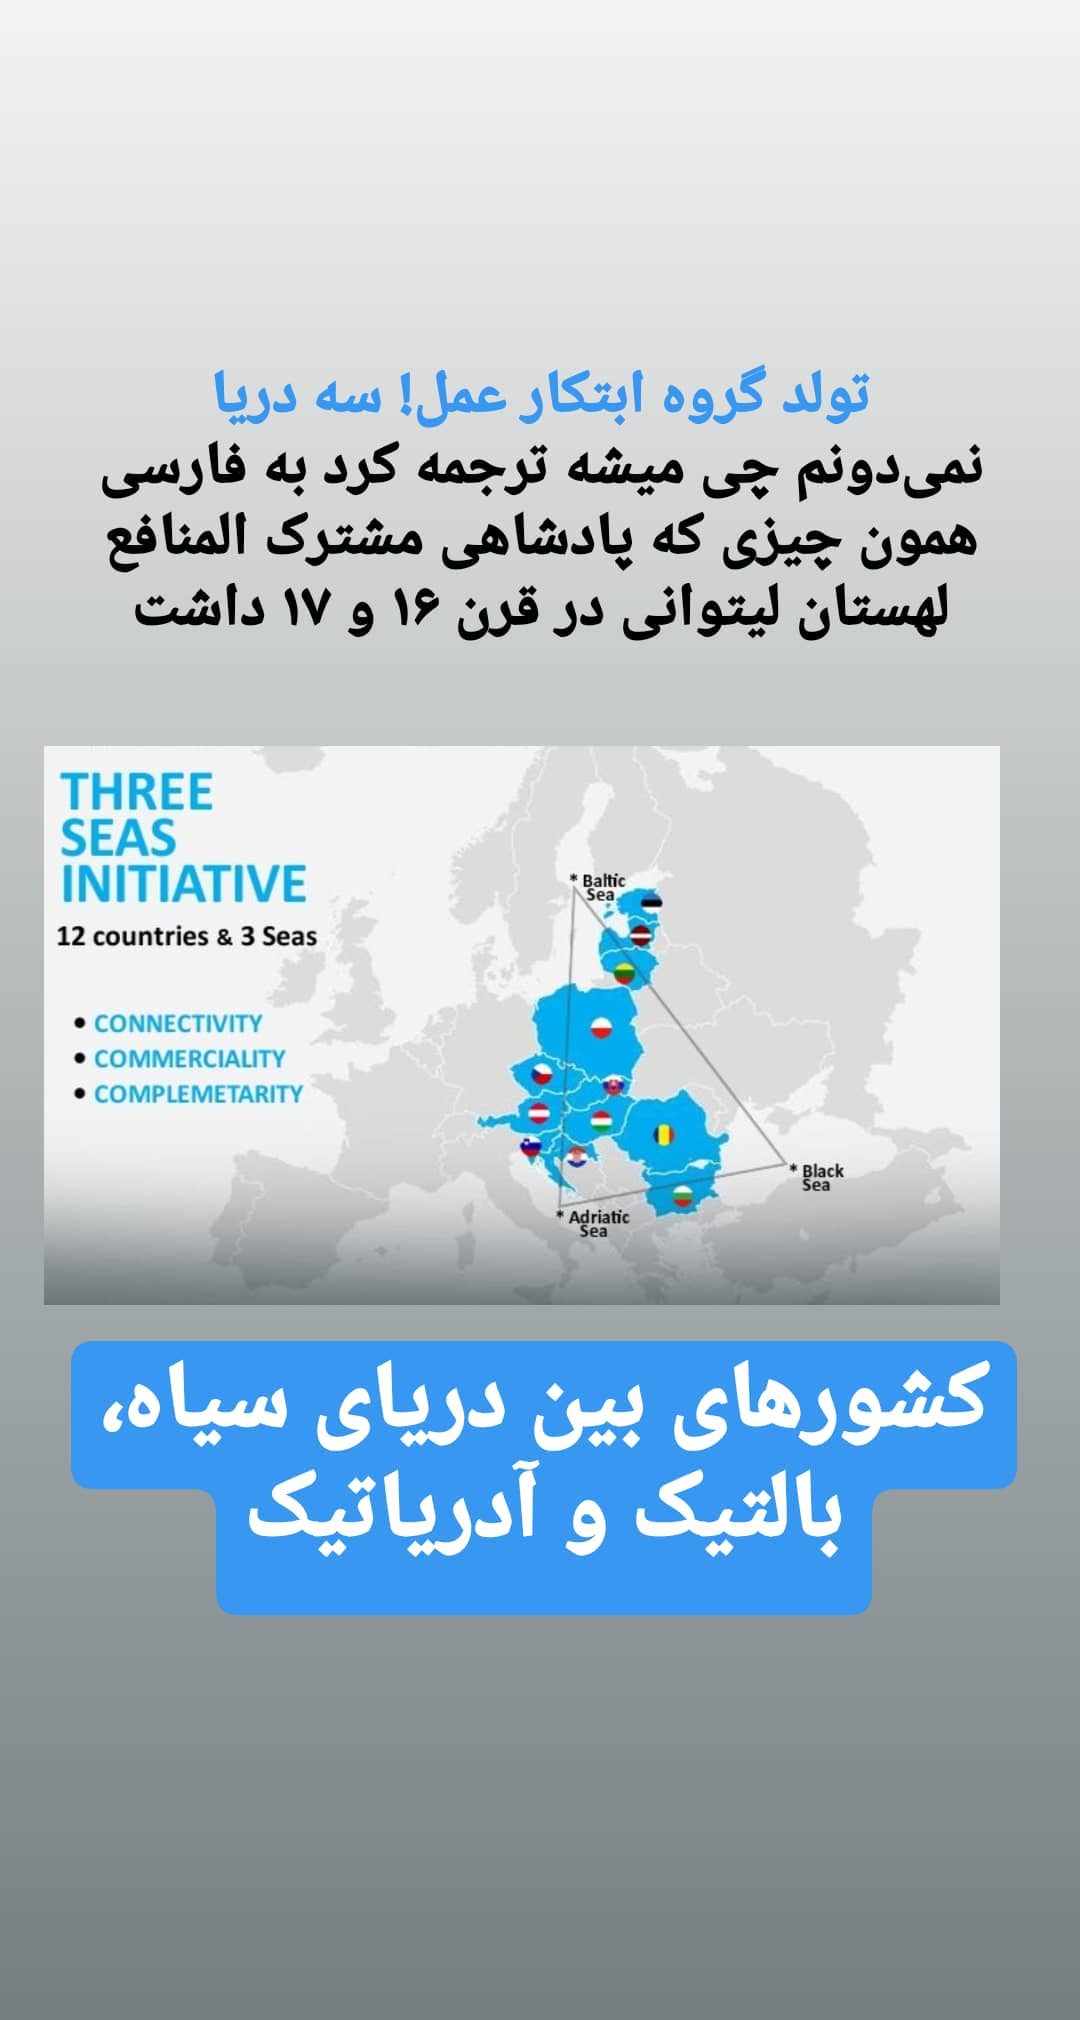 تولد گروه ابتکار عمل! سه دریا
نمی‌دونم چی میشه ترجمه کرد به فارسی
همون چیزی که پادشاهی مشترک المنافع
لهستان لیتوانی در قرن ۱۶ و ۱۷ داشت
THREE
SEAS
INITIATIVE
12 countries & 3 Seas
• CONNECTIVITY
• COMMERCIALITY
• COMPLEMETARITY
* Baltic
Sea
* Black
Sea
* Adriatic
Sea
کشورهای بین دریای سیاه،
بالتیک و آدریاتیک